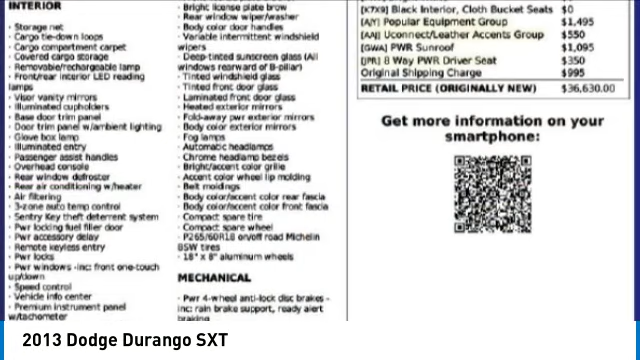 INTERIOR
· Storage net
· Cargo tie-down loops
· Cargo compartment carpet
· Covered cargo storage
· Removable/rechargeable lamp
· Front/rear interior LED reading
lamps
· Visor vanity mirrors
· Illuminated cupholders
· Base door trim panel
· Door trim panel w/ambient lighting
· Glove box lamp
· Illuminated entry
· Passenger assist handles
· Overhead console
· Rear window defroster
· Rear air conditioning w/heater
· Air filtering
· 3-zone auto temp control
· Sentry Key theft deterrent system
· Pwr locking fuel filler door
· Pwr accessory delay
· Remote keyless entry
· Pwr locks
· Pwr windows -inc: front one-touch
up/down
· Speed control
· Vehicle info center
· Premium instrument panel
w/tachometer
· Bright license plate brow
· Rear window wiper/washer
· Body color door handles
· Variable intermittent windshield
wipers
· Deep-tinted sunscreen glass (All
windows rearward of B-pillar)
· Tinted windshield glass
· Tinted front door glass
· Laminated front door glass
· Heated exterior mirrors
· Fold-away pwr exterior mirrors
· Body color exterior mirrors
· Fog lamps
· Automatic headlamps
· Chrome headlamp bezels
· Bright/accent color grille
· Accent color wheel lip molding
· Belt moldings
· Body color/accent color rear fascia
· Body color/accent color front fascia
· Compact spare tire
· Compact spare wheel
· P265/60R18 on/off road Michelin
BSW tires
· 18" x 8" aluminum wheels
MECHANICAL
· Pwr 4-wheel anti-lock disc brakes -
inc: rain brake support, ready alert
braking
[X7X9] Black Interior, Cloth Bucket Seats $0
[AJY] Popular Equipment Group $1,495
[AAN] Uconnect/Leather Accents Group $550
[GWA] PWR Sunroof $1,095
[JPR] 8 Way PWR Driver Seat $350
Original Shipping Charge $995
RETAIL PRICE (ORIGINALLY NEW) $36,630.00
Get more information on your
smartphone:
2013 Dodge Durango SXT